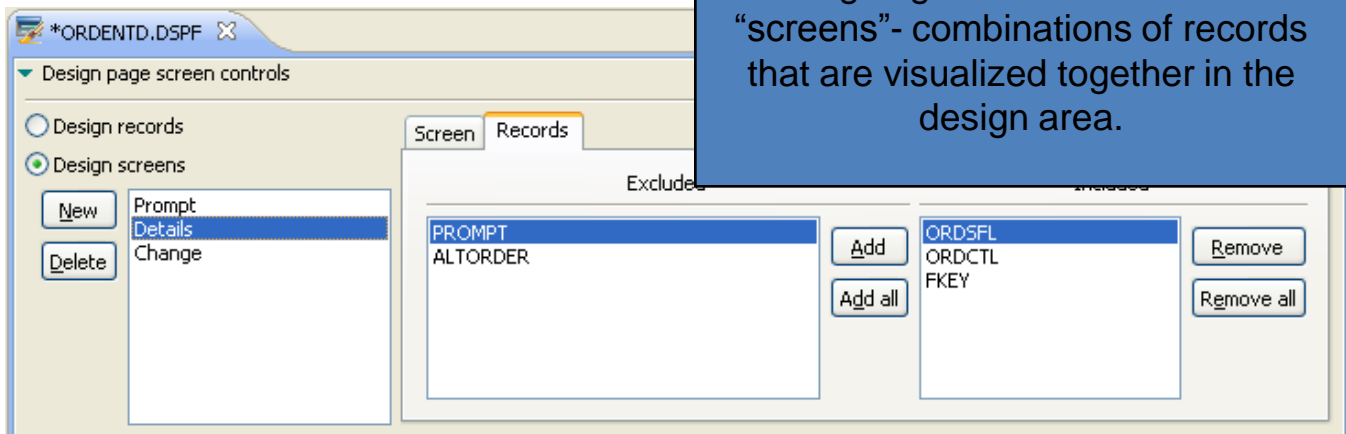 *ORDENTD.DSPF
“screens”- combinations of records
that are visualized together in the
design area.
Design page screen controls
Design records
Design screens
New
Delete
Prompt
Details
Change
Screen
Records
Excluded
PROMPT
ALTORDER
Add
Add all
ORDSFL
ORDCTL
FKEY
Remove
Remove all